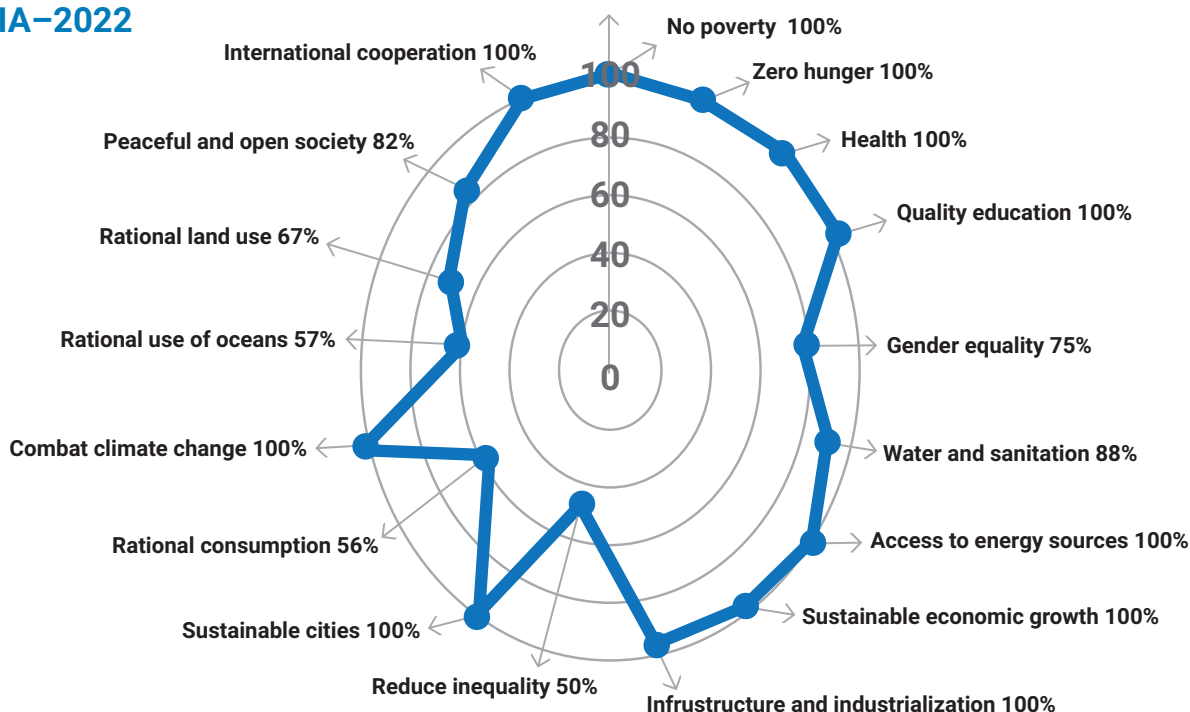 IA–2022
No poverty 100%
International cooperation 100%
Zero hunger 100%
100
Peaceful and open society 82%
80
Health 100%
60
Quality education 100%
Rational land use 67%
40
20
Rational use of oceans 57%
Gender equality 75%
0
Combat climate change 100%
Water and sanitation 88%
Rational consumption 56%
Access to energy sources 100%
Sustainable economic growth 100%
Sustainable cities 100%
Reduce inequality 50%
Infrustructure and industrialization 100%